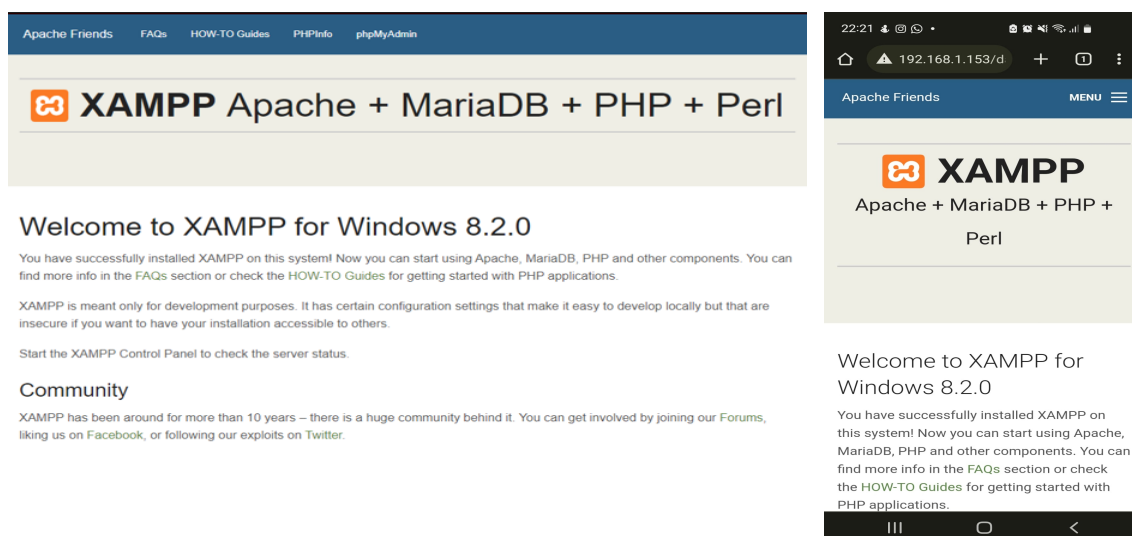 Apache Friends FAQs HOW-TO Guides PHPInfo phpMyAdmin
XAMPP Apache + MariaDB + PHP + Perl
Welcome to XAMPP for Windows 8.2.0
You have successfully installed XAMPP on this system! Now you can start using Apache, MariaDB, PHP and other components. You can
find more info in the FAQs section or check the HOW-TO Guides for getting started with PHP applications.
XAMPP is meant only for development purposes. It has certain configuration settings that make it easy to develop locally but that are
insecure if you want to have your installation accessible to others.
Start the XAMPP Control Panel to check the server status.
Community
XAMPP has been around for more than 10 years – there is a huge community behind it. You can get involved by joining our Forums,
liking us on Facebook, or following our exploits on Twitter.
22:21
192.168.1.153/d 1
Apache Friends MENU
XAMPP
Apache + MariaDB + PHP +
Perl
Welcome to XAMPP for
Windows 8.2.0
You have successfully installed XAMPP on
this system! Now you can start using Apache,
MariaDB, PHP and other components. You can
find more info in the FAQs section or check
the HOW-TO Guides for getting started with
PHP applications.